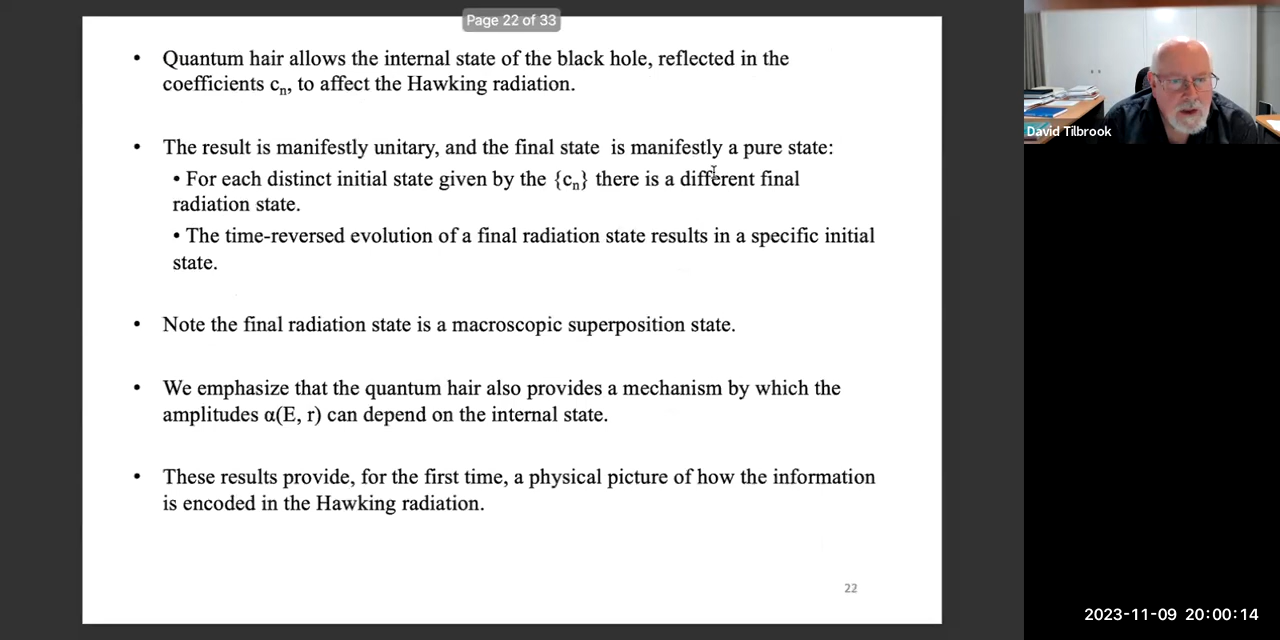 Page 22 of 33
• Quantum hair allows the internal state of the black hole, reflected in the
coefficients cₙ, to affect the Hawking radiation.
• The result is manifestly unitary, and the final state is manifestly a pure state:
• For each distinct initial state given by the {cₙ} there is a different final
radiation state.
• The time-reversed evolution of a final radiation state results in a specific initial
state.
• Note the final radiation state is a macroscopic superposition state.
• We emphasize that the quantum hair also provides a mechanism by which the
amplitudes α(E, r) can depend on the internal state.
• These results provide, for the first time, a physical picture of how the information
is encoded in the Hawking radiation.
22
David Tilbrook
2023-11-09 20:00:14